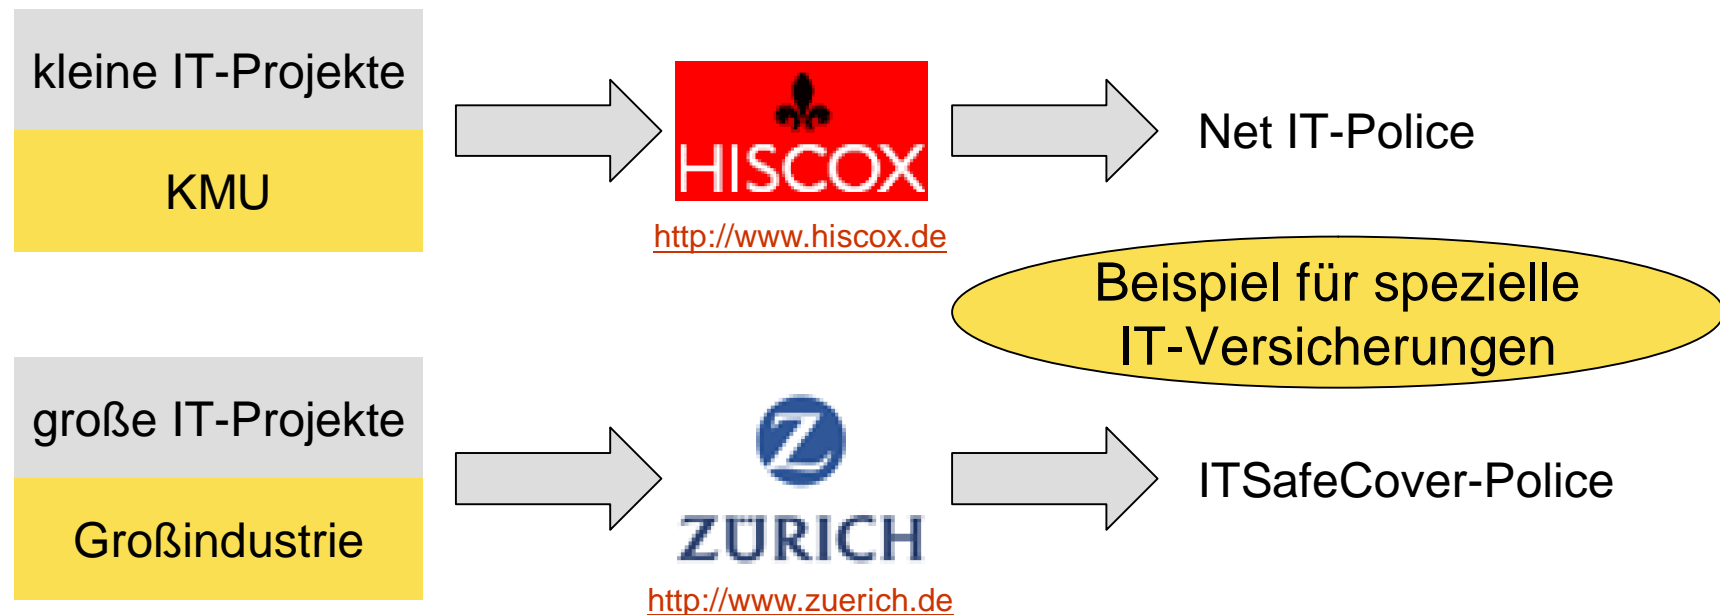 kleine IT-Projekte
KMU
HISCOX
http://www.hiscox.de
Net IT-Police
Beispiel für spezielle
IT-Versicherungen
große IT-Projekte
Großindustrie
Z
ZÜRICH
http://www.zuerich.de
ITSafeCover-Police